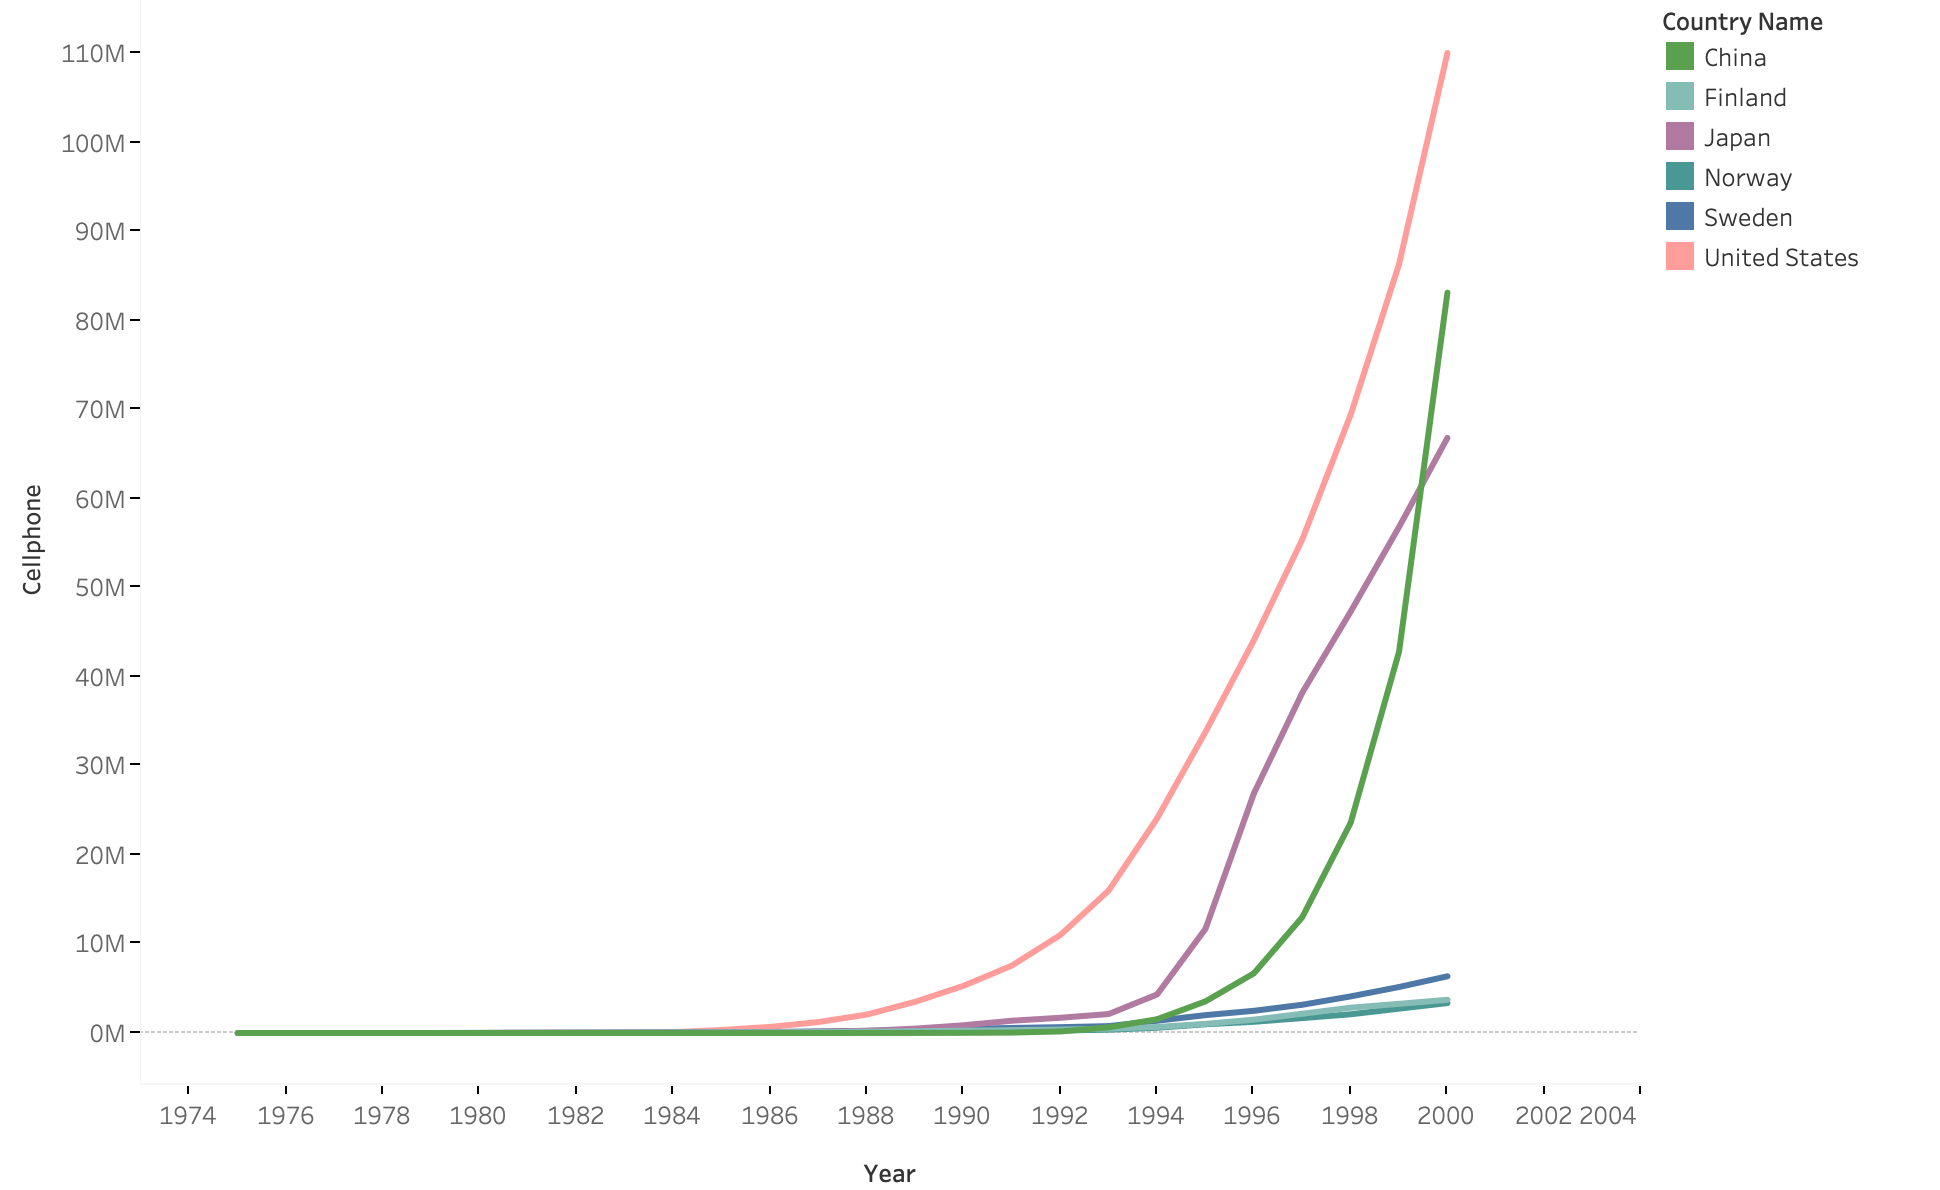 Country Name
China
Finland
Japan
Norway
Sweden
United States
110M
100M
90M
80M
70M
60M
50M
40M
30M
20M
10M
0M
Cellphone
1974 1976 1978 1980 1982 1984 1986 1988 1990 1992 1994 1996 1998 2000 2002 2004
Year